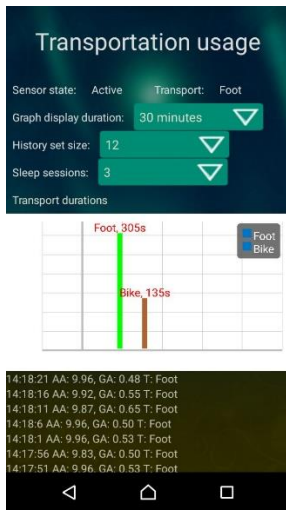 Transportation usage
Sensor state: Active Transport: Foot
Graph display duration: 30 minutes
History set size: 12
Sleep sessions: 3
Transport durations
Foot, 305s
Foot
Bike
Bike, 135s
14:18:21 AA: 9.96, GA: 0.48 T: Foot
14:18:16 AA: 9.92, GA: 0.55 T: Foot
14:18:11 AA: 9.87, GA: 0.65 T: Foot
14:18:6 AA: 9.96, GA: 0.50 T: Foot
14:18:1 AA: 9.96, GA: 0.53 T: Foot
14:17:56 AA: 9.83, GA: 0.50 T: Foot
14:17:51 AA: 9.96, GA: 0.53 T: Foot